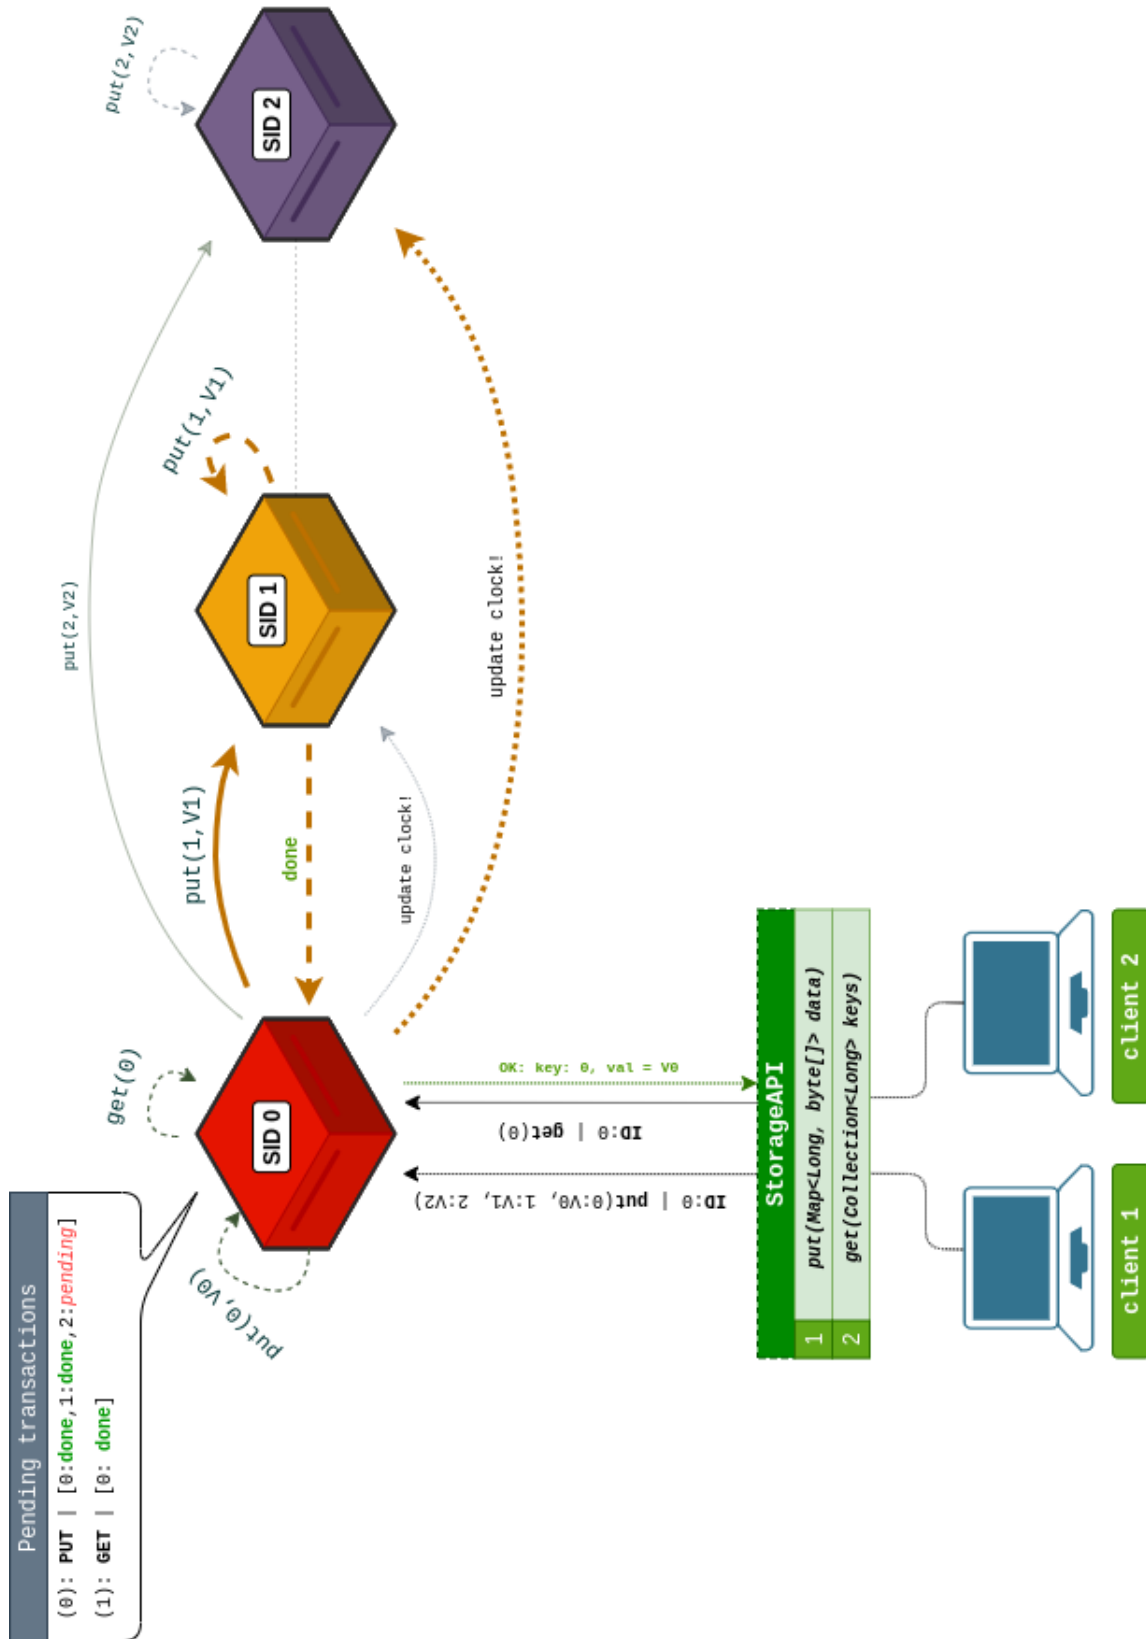 Pending transactions
(0): PUT | [0:done,1:done,2:pending]
(1): GET | [0: done]
put(0,V0)
get(0)
SID 0
put(2,V2)
put(1,V1)
done
update clock!
update clock!
SID 1
put(1,V1)
SID 2
put(2,V2)
ID:0 | put(0:V0, 1:V1, 2:V2)
ID:0 | get(0)
OK: key: 0, val = V0
StorageAPI
1 put(Map<Long, byte[]> data)
2 get(Collection<Long> keys)
client 1
client 2